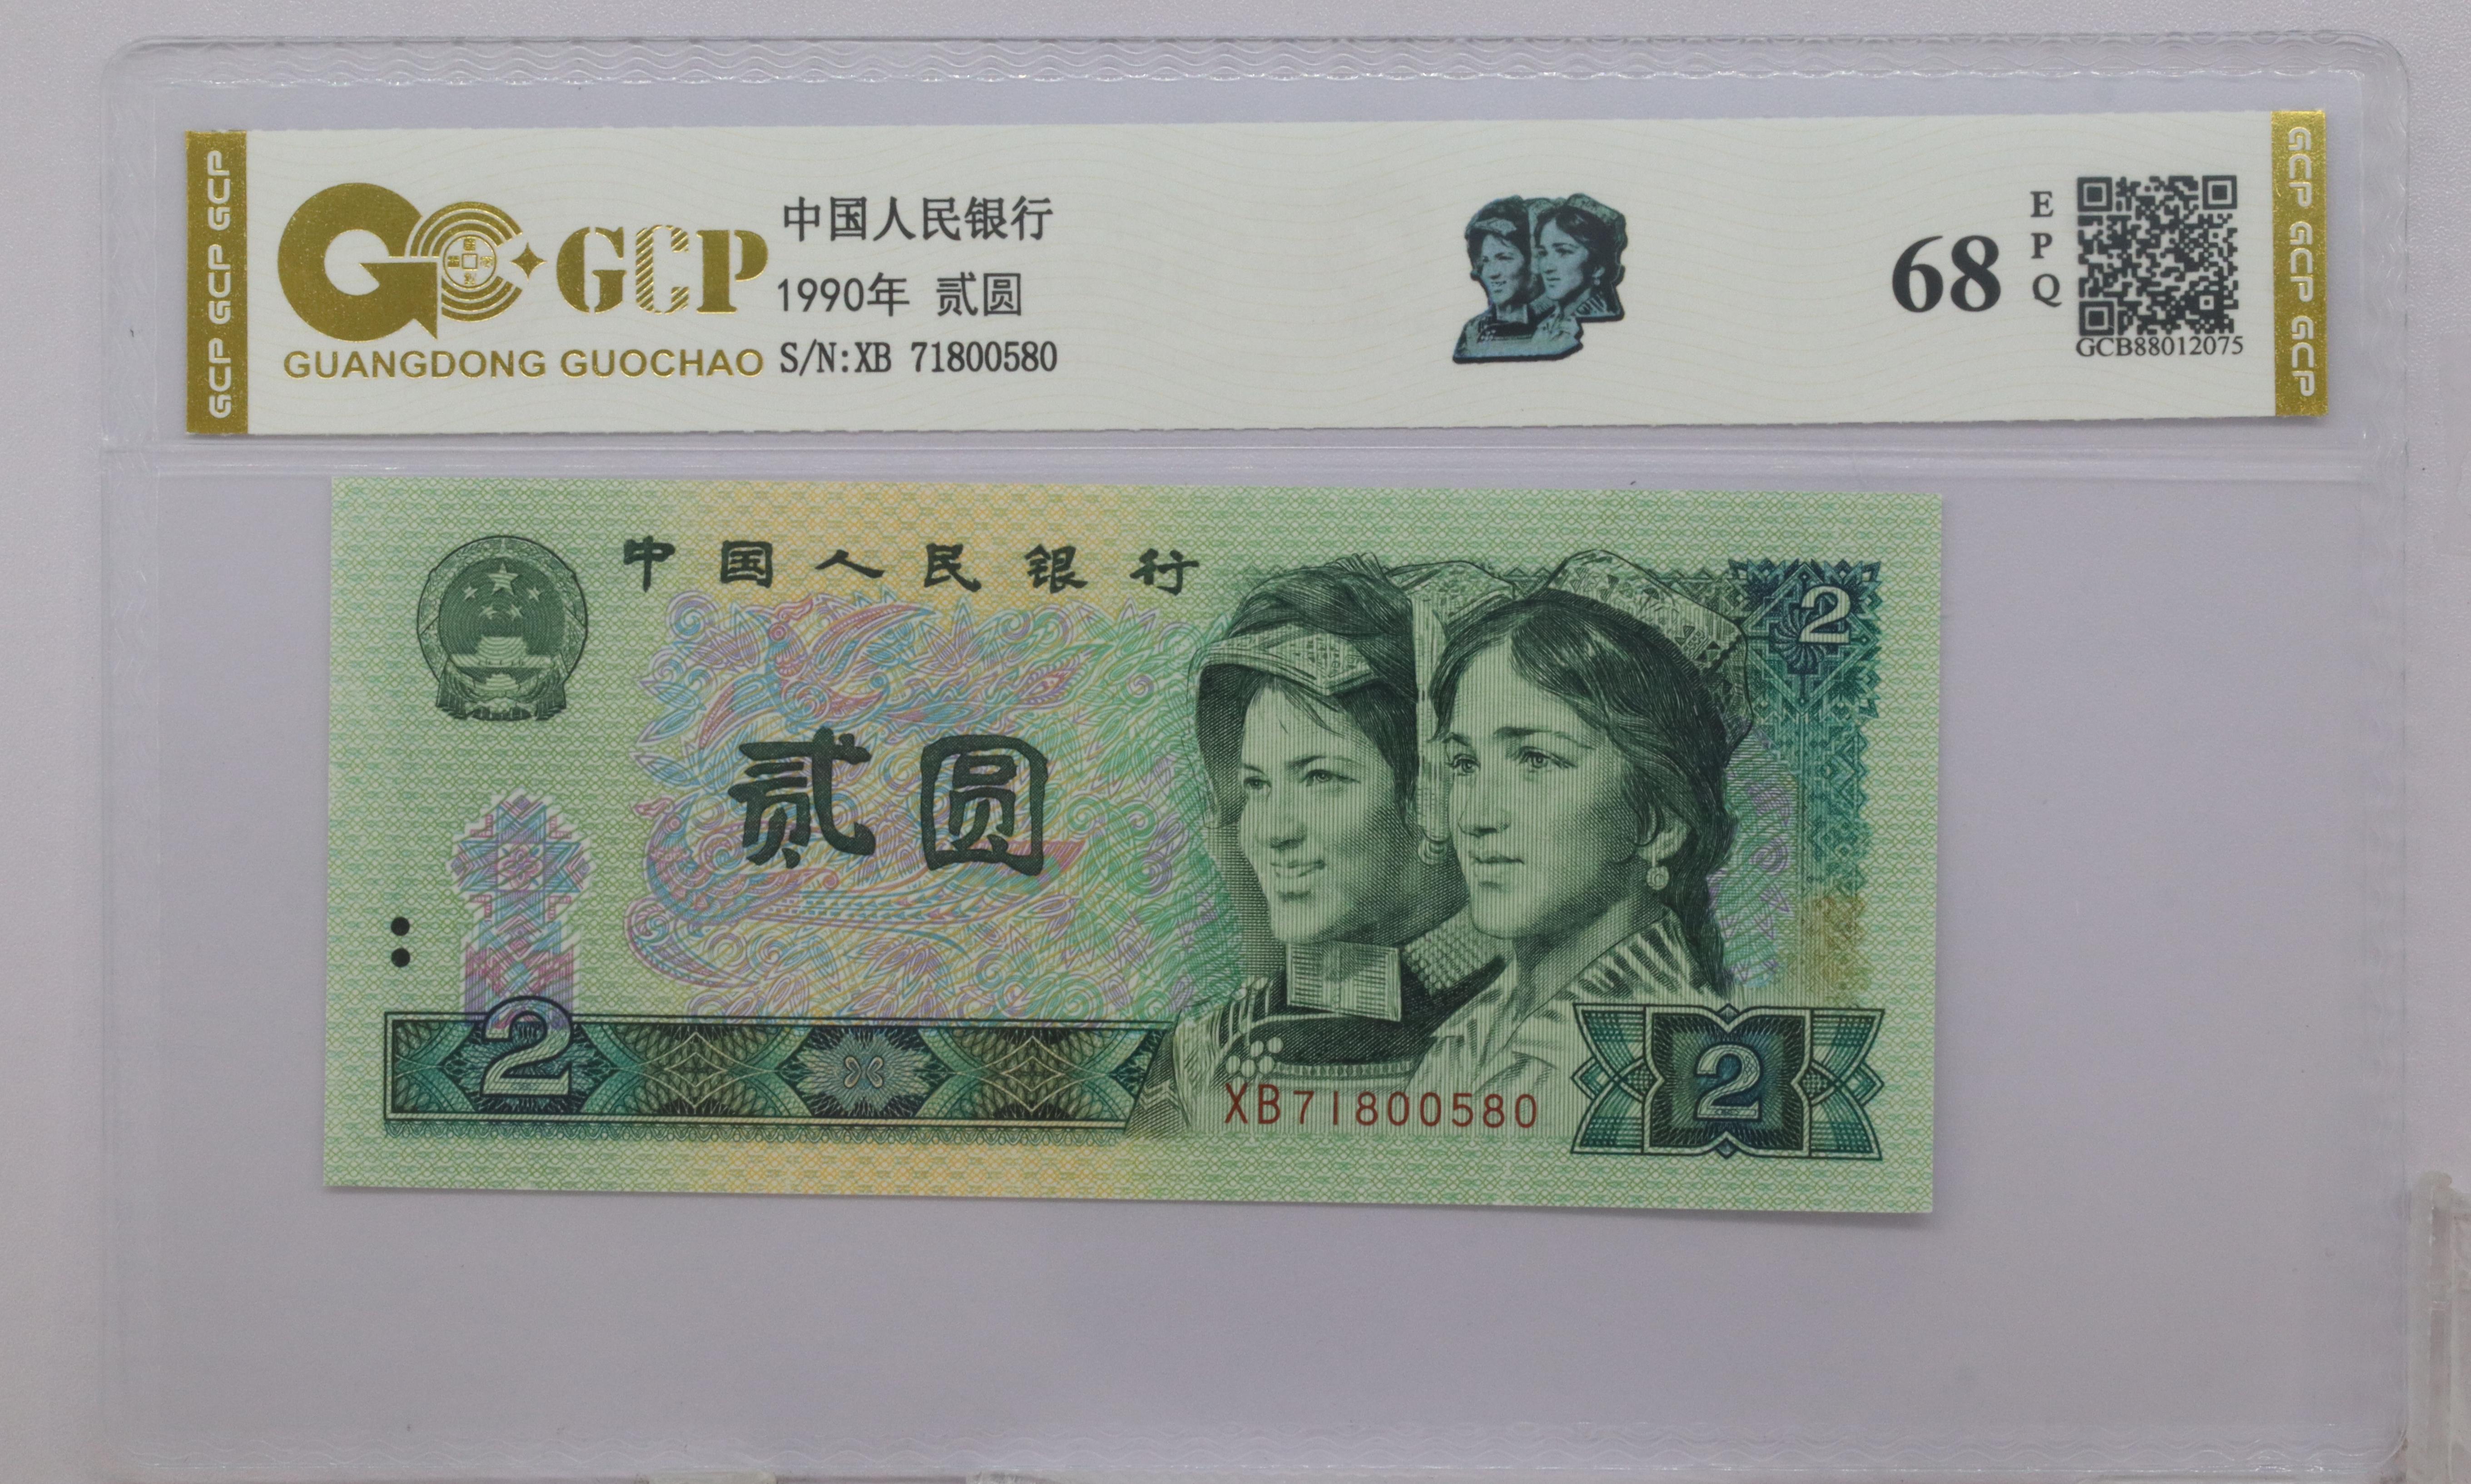 GCP GCP GCP
GCP
GUANGDONG GUOCHAO
中国人民银行
1990年 贰圆
S/N:XB 71800580
68
EPQ
GCB88012075
GCP GCP GCP
中国人民银行
2
贰圆
2
XB71800580
2